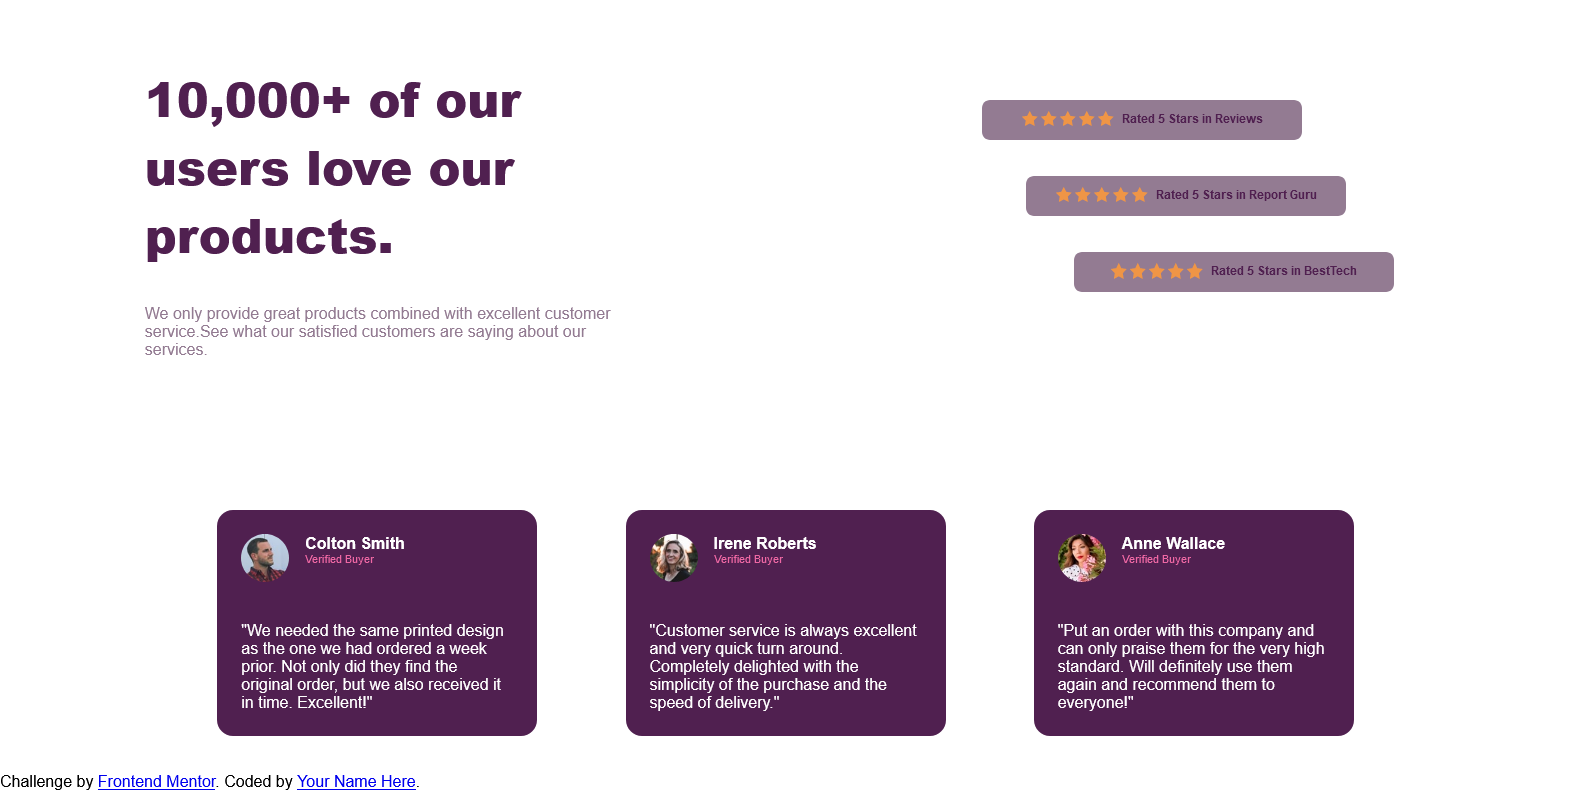 10,000+ of our
users love our
products.
We only provide great products combined with excellent customer
service.See what our satisfied customers are saying about our
services.
Rated 5 Stars in Reviews
Rated 5 Stars in Report Guru
Rated 5 Stars in BestTech
Colton Smith
Verified Buyer
"We needed the same printed design
as the one we had ordered a week
prior. Not only did they find the
original order, but we also received it
in time. Excellent!"
Irene Roberts
Verified Buyer
"Customer service is always excellent
and very quick turn around.
Completely delighted with the
simplicity of the purchase and the
speed of delivery."
Anne Wallace
Verified Buyer
"Put an order with this company and
can only praise them for the very high
standard. Will definitely use them
again and recommend them to
everyone!"
Challenge by Frontend Mentor. Coded by Your Name Here.